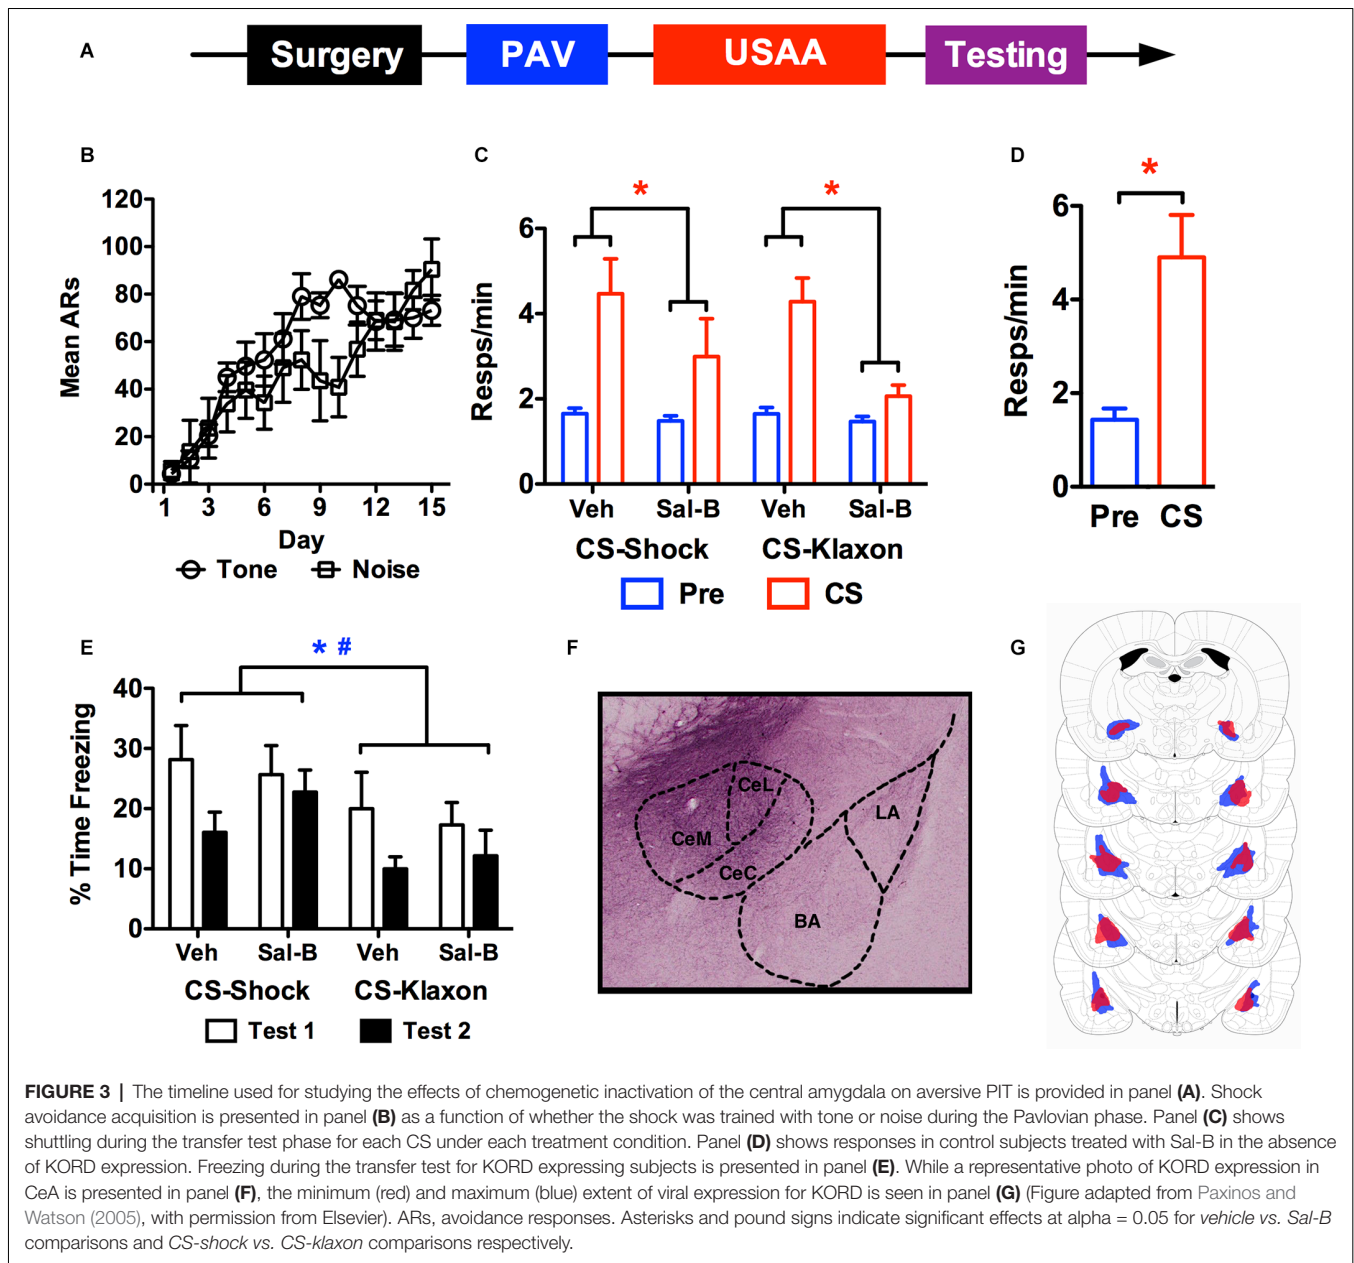 A
Surgery PAV USAA Testing
B
120
100
80
60
40
20
0
Mean ARs
1 3 6 9 12 15
Day
Tone Noise
C
* *
6
4
2
0
Resps/min
Veh Sal-B Veh Sal-B
CS-Shock CS-Klaxon
Pre CS
D
*
6
4
2
0
Resps/min
Pre CS
E
* #
40
30
20
10
0
% Time Freezing
Veh Sal-B Veh Sal-B
CS-Shock CS-Klaxon
Test 1 Test 2
F
CeL
CeM
LA
CeC
BA
G
FIGURE 3 | The timeline used for studying the effects of chemogenetic inactivation of the central amygdala on aversive PIT is provided in panel (A). Shock
avoidance acquisition is presented in panel (B) as a function of whether the shock was trained with tone or noise during the Pavlovian phase. Panel (C) shows
shuttling during the transfer test phase for each CS under each treatment condition. Panel (D) shows responses in control subjects treated with Sal-B in the absence
of KORD expression. Freezing during the transfer test for KORD expressing subjects is presented in panel (E). While a representative photo of KORD expression in
CeA is presented in panel (F), the minimum (red) and maximum (blue) extent of viral expression for KORD is seen in panel (G) (Figure adapted from Paxinos and
Watson (2005), with permission from Elsevier). ARs, avoidance responses. Asterisks and pound signs indicate significant effects at alpha = 0.05 for vehicle vs. Sal-B
comparisons and CS-shock vs. CS-klaxon comparisons respectively.